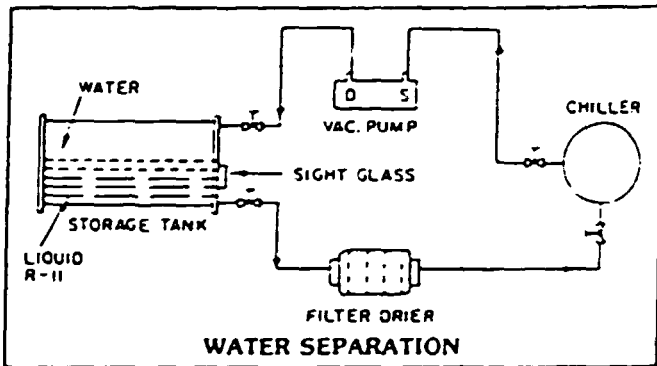 WATER
D S
VAC. PUMP
CHILLER
SIGHT GLASS
STORAGE TANK
LIQUID
R-11
FILTER DRIER
WATER SEPARATION